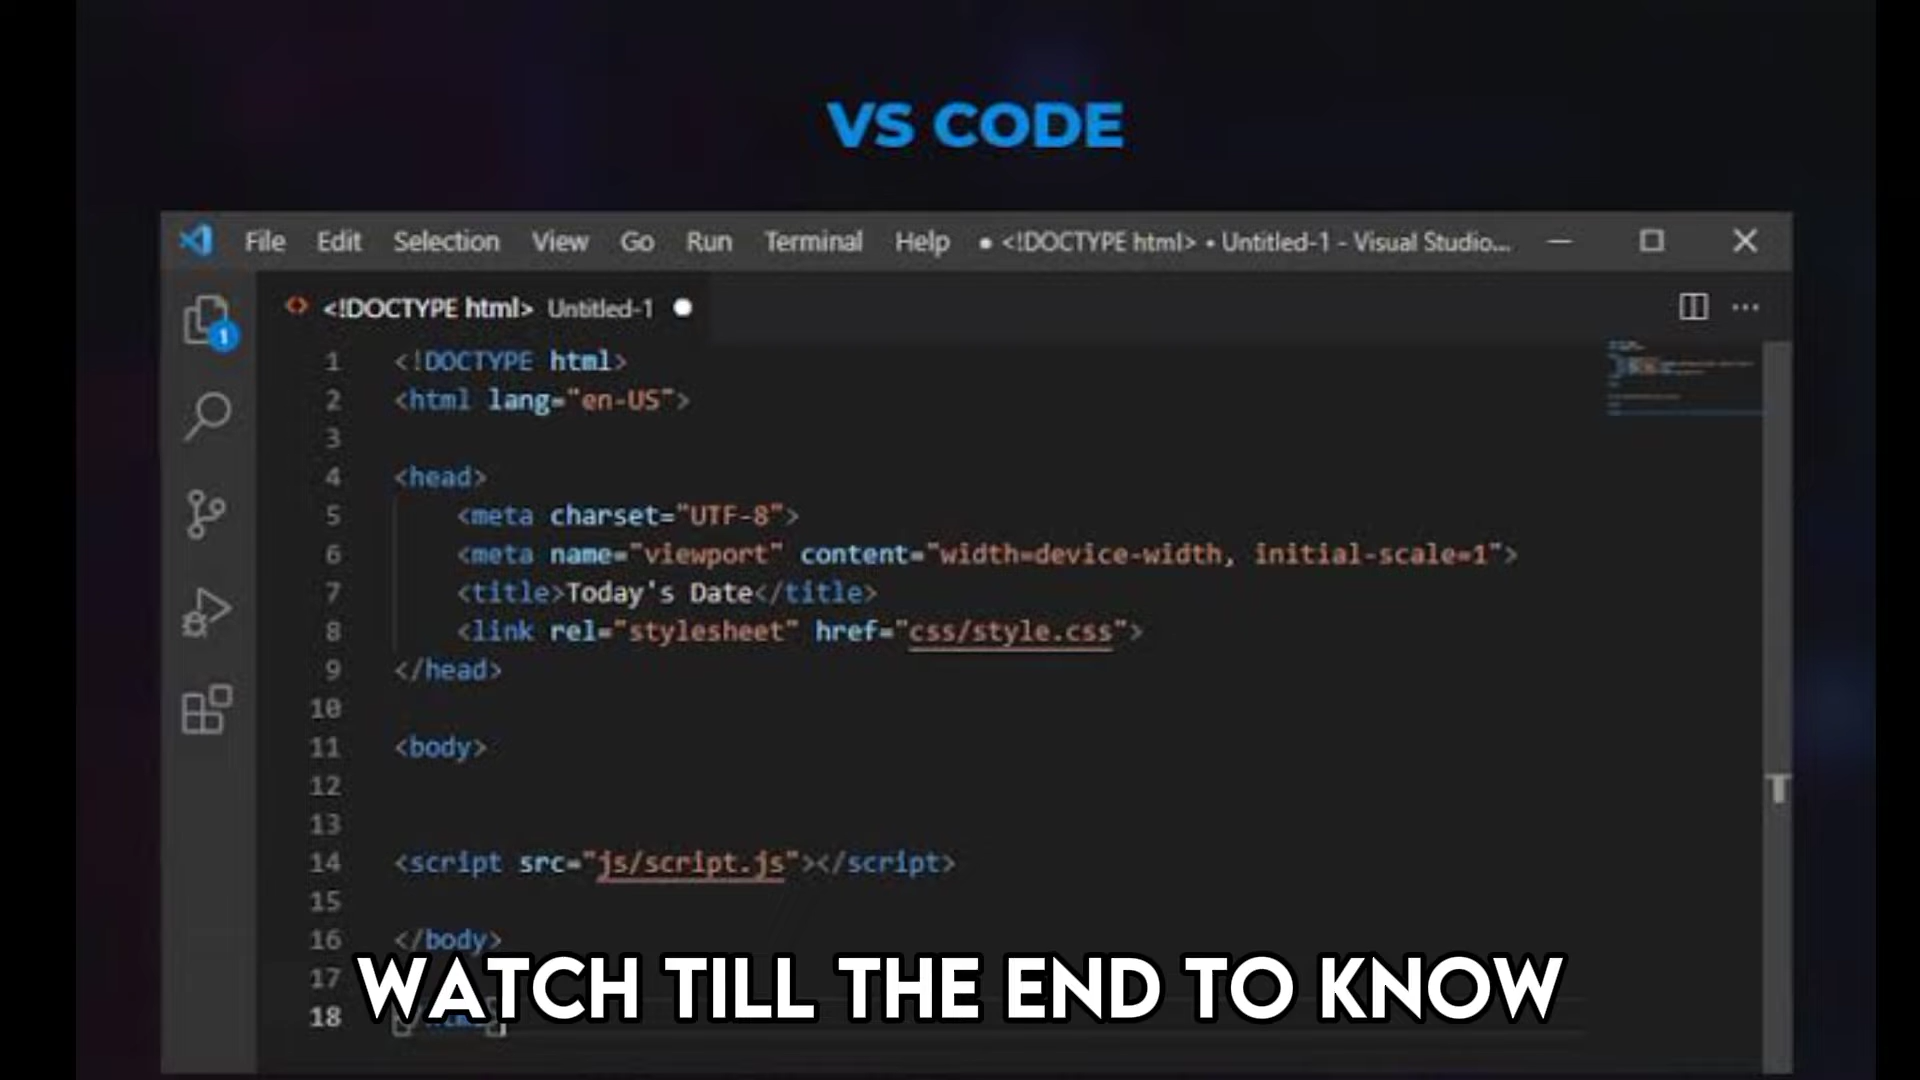 VS CODE
File Edit Selection View Go Run Terminal Help ● <!DOCTYPE html> • Untitled-1 - Visual Studio...
<!DOCTYPE html> Untitled-1
1
1 <!DOCTYPE html>
2 <html lang="en-US">
3
4 <head>
5 <meta charset="UTF-8">
6 <meta name="viewport" content="width=device-width, initial-scale=1">
7 <title>Today's Date</title>
8 <link rel="stylesheet" href="css/style.css">
9 </head>
10
11 <body>
12
13
14 <script src="js/script.js"></script>
15
16 </body>
17
WATCH TILL THE END TO KNOW
18